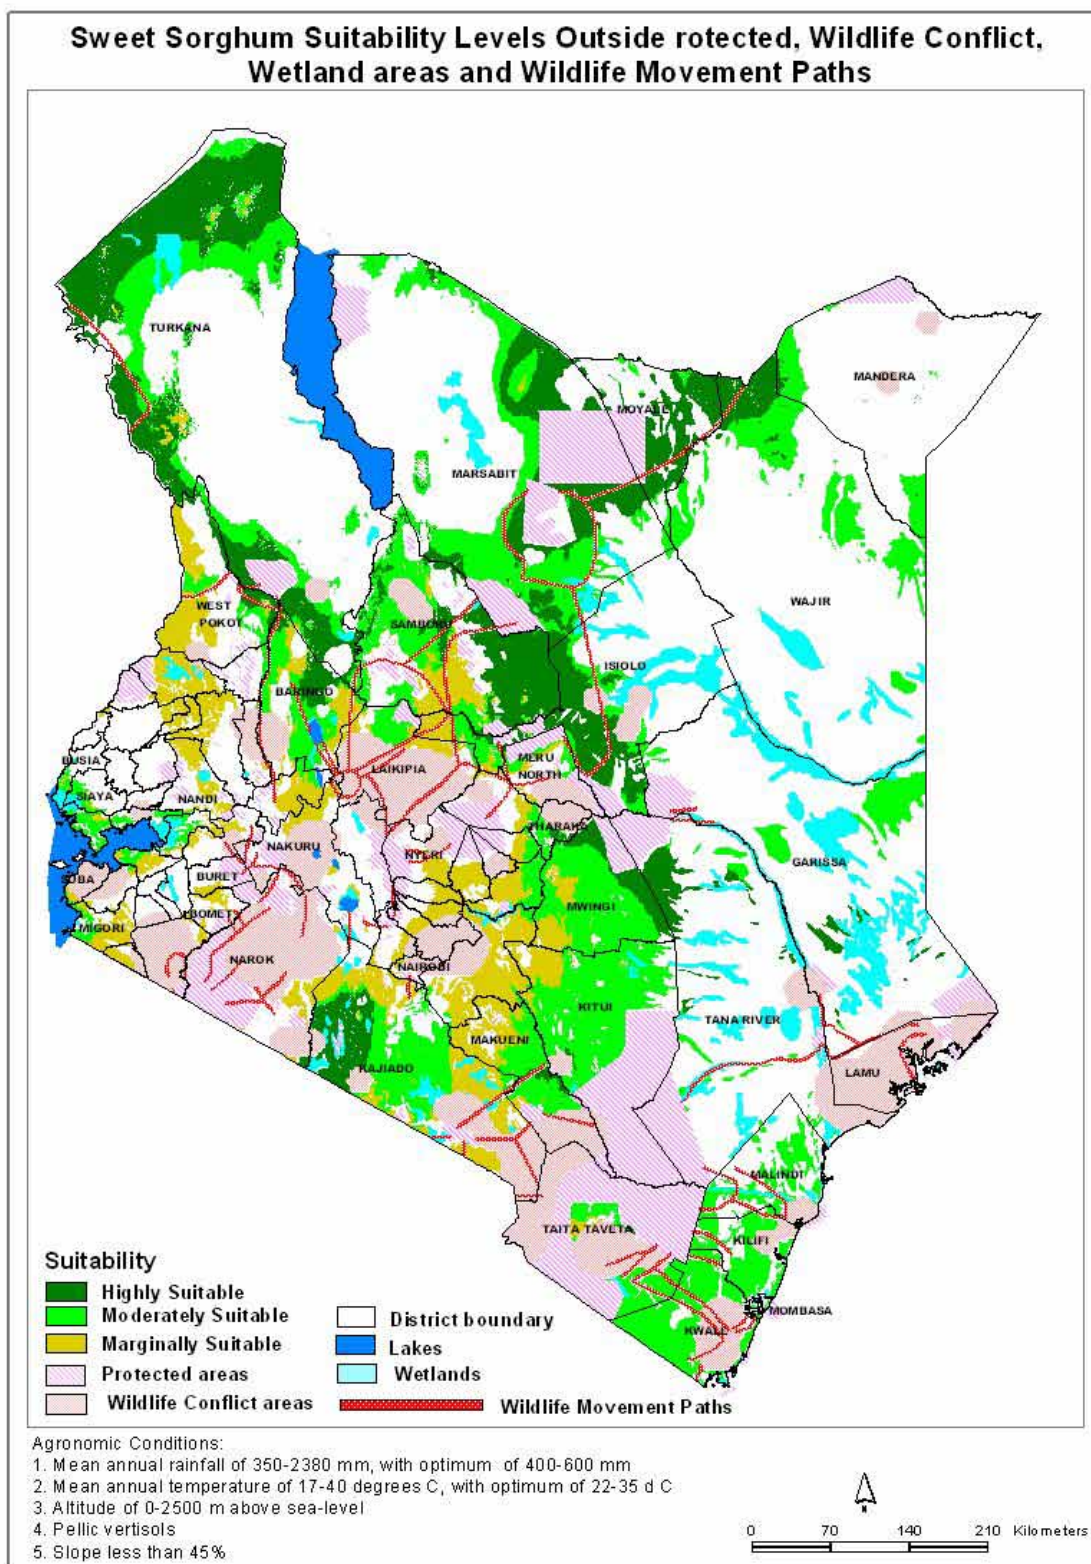 Sweet Sorghum Suitability Levels Outside rotected, Wildlife Conflict,
Wetland areas and Wildlife Movement Paths
TURKANA
MANDERA
MOYALE
MARSABIT
WAJIR
WEST
POKOT
SAMBURU
ISIOLO
BARINGO
BUSIA
LAIKIPIA
MERU
NORTH
SIAYA
NANDI
THARAKA
NAKURU
NYERI
GARISSA
SUBA
BURET
MWINGI
BOMET
MIGORI
NAROK
NAIROBI
KITUI
TANA RIVER
MAKUENI
KAJIADO
LAMU
MALINDI
TAITA TAVETA
KILIFI
MOMBASA
KWALL
Suitability
Highly Suitable
Moderately Suitable
Marginally Suitable
Protected areas
Wildlife Conflict areas
District boundary
Lakes
Wetlands
Wildlife Movement Paths
Agronomic Conditions:
1. Mean annual rainfall of 350-2380 mm, with optimum of 400-600 mm
2. Mean annual temperature of 17-40 degrees C, with optimum of 22-35 d C
3. Altitude of 0-2500 m above sea-level
4. Pellic vertisols
5. Slope less than 45%
0 70 140 210 Kilometers